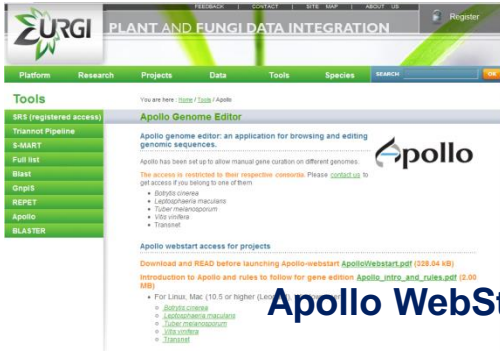 FEEDBACK | CONTACT | SITE MAP | ABOUT US
Register
URGI
PLANT AND FUNGI DATA INTEGRATION
Platform Research Projects Data Tools Species SEARCH OK
Tools
You are here : Home / Tools / Apollo
SRS (registered access)
Triannot Pipeline
S-MART
Full list
Blast
GnpIS
REPET
Apollo
BLASTER
Apollo Genome Editor
Apollo genome editor: an application for browsing and editing
genomic sequences.
Apollo
Apollo has been set up to allow manual gene curation on different genomes.
The access is restricted to their respective consortia. Please contact us to
get access if you belong to one of them.
Botrytis cinerea
Leptosphaeria maculans
Tuber melanosporum
Vitis vinifera
Transnet
Apollo webstart access for projects
Download and READ before launching Apollo-webstart ApolloWebstart.pdf (328.04 kB)
Introduction to Apollo and rules to follow for gene edition Apollo_intro_and_rules.pdf (2.00
MB)
For Linux, Mac (10.5 or higher
Apollo WebSt
Botrytis cinerea
Leptosphaeria maculans
Tuber melanosporum
Vitis vinifera
Transnet